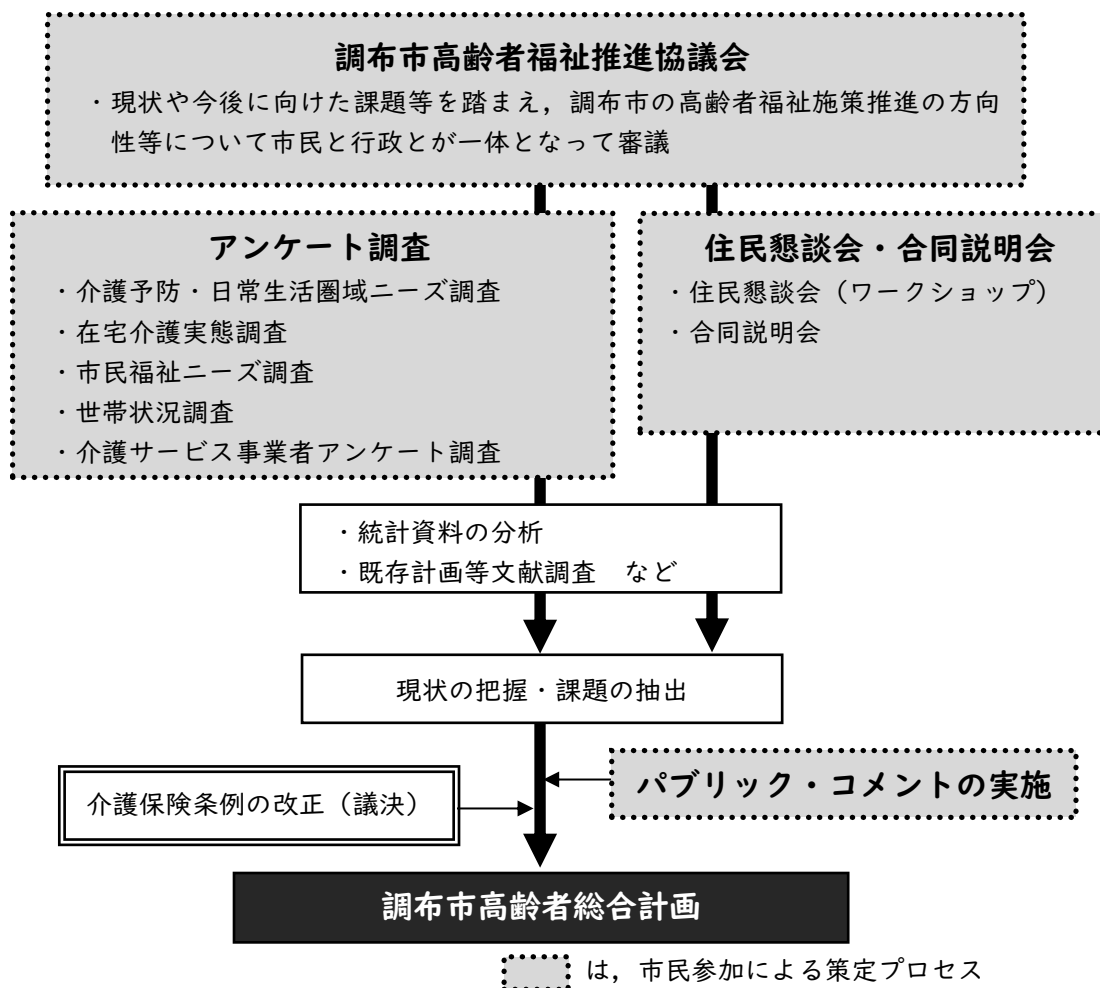 調布市高齢者福祉推進協議会
・現状や今後に向けた課題等を踏まえ，調布市の高齢者福祉施策推進の方向
性等について市民と行政とが一体となって審議
アンケート調査
・介護予防・日常生活圏域ニーズ調査
・在宅介護実態調査
・市民福祉ニーズ調査
・世帯状況調査
・介護サービス事業者アンケート調査
住民懇談会・合同説明会
・住民懇談会（ワークショップ）
・合同説明会
・統計資料の分析
・既存計画等文献調査　など
現状の把握・課題の抽出
パブリック・コメントの実施
介護保険条例の改正（議決）
調布市高齢者総合計画
は，市民参加による策定プロセス